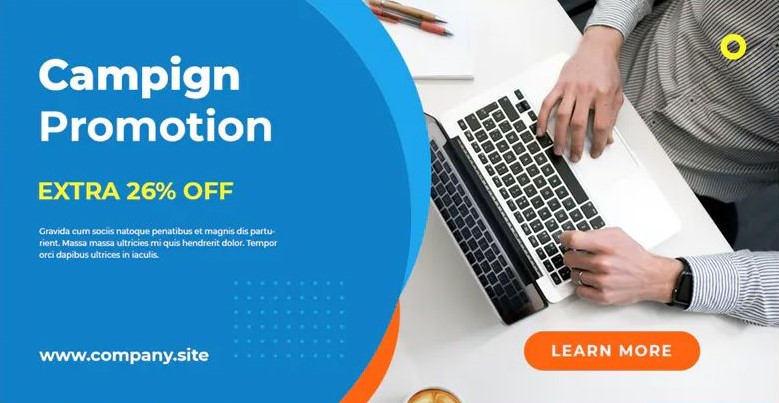 Campign
Promotion
EXTRA 26% OFF
Gravida cum sociis natoque penatibus et magnis dis partu-
rient. Massa massa ultricies mi quis hendrerit dolor. Tempor
orci dapibus ultrices in iaculis.
www.company.site
LEARN MORE